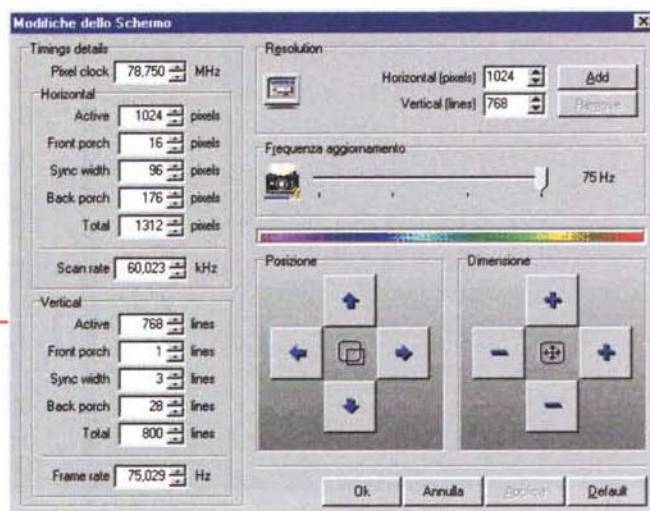 Modifiche dello Schermo
Timings details
Pixel clock 78,750 MHz
Horizontal
Active 1024 pixels
Front porch 16 pixels
Sync width 96 pixels
Back porch 176 pixels
Total 1312 pixels
Scan rate 60,023 kHz
Vertical
Active 768 lines
Front porch 1 lines
Sync width 3 lines
Back porch 28 lines
Total 800 lines
Frame rate 75,029 Hz
Resolution
Horizontal (pixels) 1024 Add
Vertical (lines) 768 Remove
Frequenza aggiornamento
75 Hz
Posizione
Dimensione
Ok Annulla Applica Default